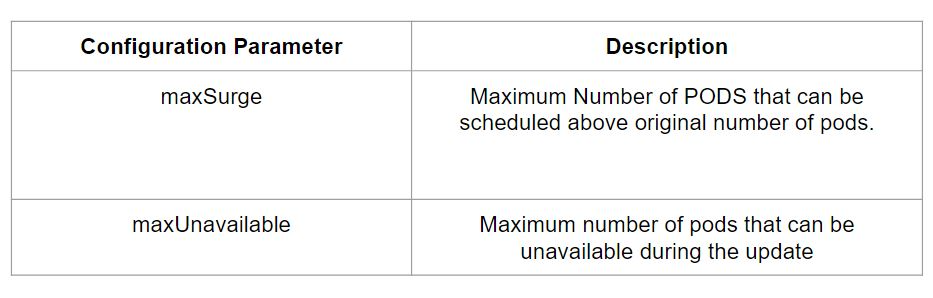 Configuration Parameter
Description
maxSurge
Maximum Number of PODS that can be
scheduled above original number of pods.
maxUnavailable
Maximum number of pods that can be
unavailable during the update